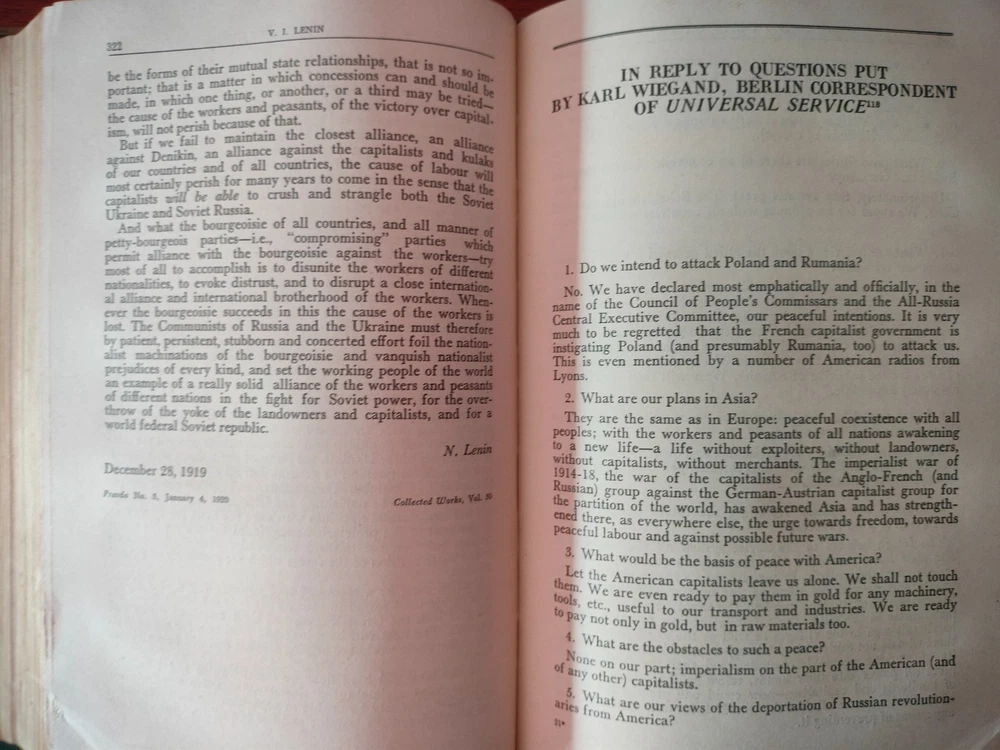 322
V. I. LENIN
be the forms of their mutual state relationships, that is not so im-
portant; that is a matter in which concessions can and should be
made, in which one thing, or another, or a third may be tried—
the cause of the workers and peasants, of the victory over capital-
ism, will not perish because of that.
But if we fail to maintain the closest alliance, an alliance
against Denikin, an alliance against the capitalists and kulaks
of our countries and of all countries, the cause of labour will
most certainly perish for many years to come in the sense that the
capitalists will be able to crush and strangle both the Soviet
Ukraine and Soviet Russia.
And what the bourgeoisie of all countries, and all manner of
petty-bourgeois parties—i.e., "compromising" parties which
permit alliance with the bourgeoisie against the workers—try
most of all to accomplish is to disunite the workers of different
nationalities, to evoke distrust, and to disrupt a close internation-
al alliance and international brotherhood of the workers. When-
ever the bourgeoisie succeeds in this the cause of the workers is
lost. The Communists of Russia and the Ukraine must therefore
by patient, persistent, stubborn and concerted effort foil the nation-
alist machinations of the bourgeoisie and vanquish nationalist
prejudices of every kind, and set the working people of the world
an example of a really solid alliance of the workers and peasants
of different nations in the fight for Soviet power, for the over-
throw of the yoke of the landowners and capitalists, and for a
world federal Soviet republic.
N. Lenin
December 28, 1919
Pravda No. 3, January 4, 1920
Collected Works, Vol. 30
IN REPLY TO QUESTIONS PUT
BY KARL WIEGAND, BERLIN CORRESPONDENT
OF UNIVERSAL SERVICE¹¹⁸
1. Do we intend to attack Poland and Rumania?
No. We have declared most emphatically and officially, in the
name of the Council of People's Commissars and the All-Russia
Central Executive Committee, our peaceful intentions. It is very
much to be regretted that the French capitalist government is
instigating Poland (and presumably Rumania, too) to attack us.
This is even mentioned by a number of American radios from
Lyons.
2. What are our plans in Asia?
They are the same as in Europe: peaceful coexistence with all
peoples; with the workers and peasants of all nations awakening
to a new life—a life without exploiters, without landowners,
without capitalists, without merchants. The imperialist war of
1914-18, the war of the capitalists of the Anglo-French (and
Russian) group against the German-Austrian capitalist group for
the partition of the world, has awakened Asia and has strength-
ened there, as everywhere else, the urge towards freedom, towards
peaceful labour and against possible future wars.
3. What would be the basis of peace with America?
Let the American capitalists leave us alone. We shall not touch
them. We are even ready to pay them in gold for any machinery,
tools, etc., useful to our transport and industries. We are ready
to pay not only in gold, but in raw materials too.
4. What are the obstacles to such a peace?
None on our part; imperialism on the part of the American (and
of any other) capitalists.
5. What are our views of the deportation of Russian revolution-
aries from America?
21*